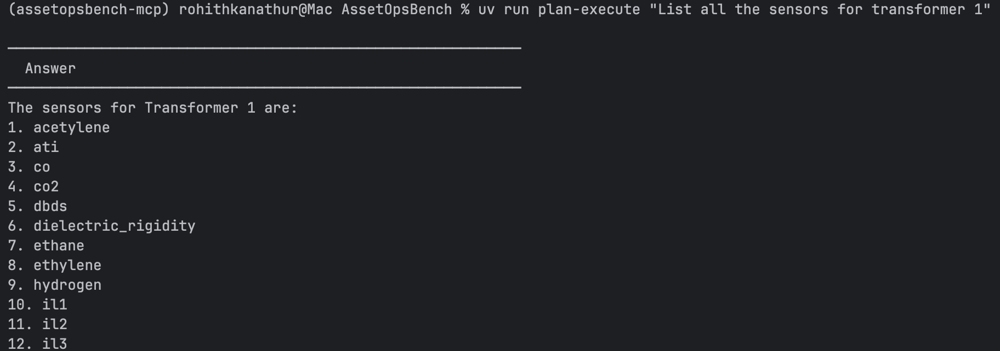 (assetopsbench-mcp) rohithkanathur@Mac AssetOpsBench % uv run plan-execute "List all the sensors for transformer 1"
Answer
The sensors for Transformer 1 are:
1. acetylene
2. ati
3. co
4. co2
5. dbds
6. dielectric_rigidity
7. ethane
8. ethylene
9. hydrogen
10. il1
11. il2
12. il3